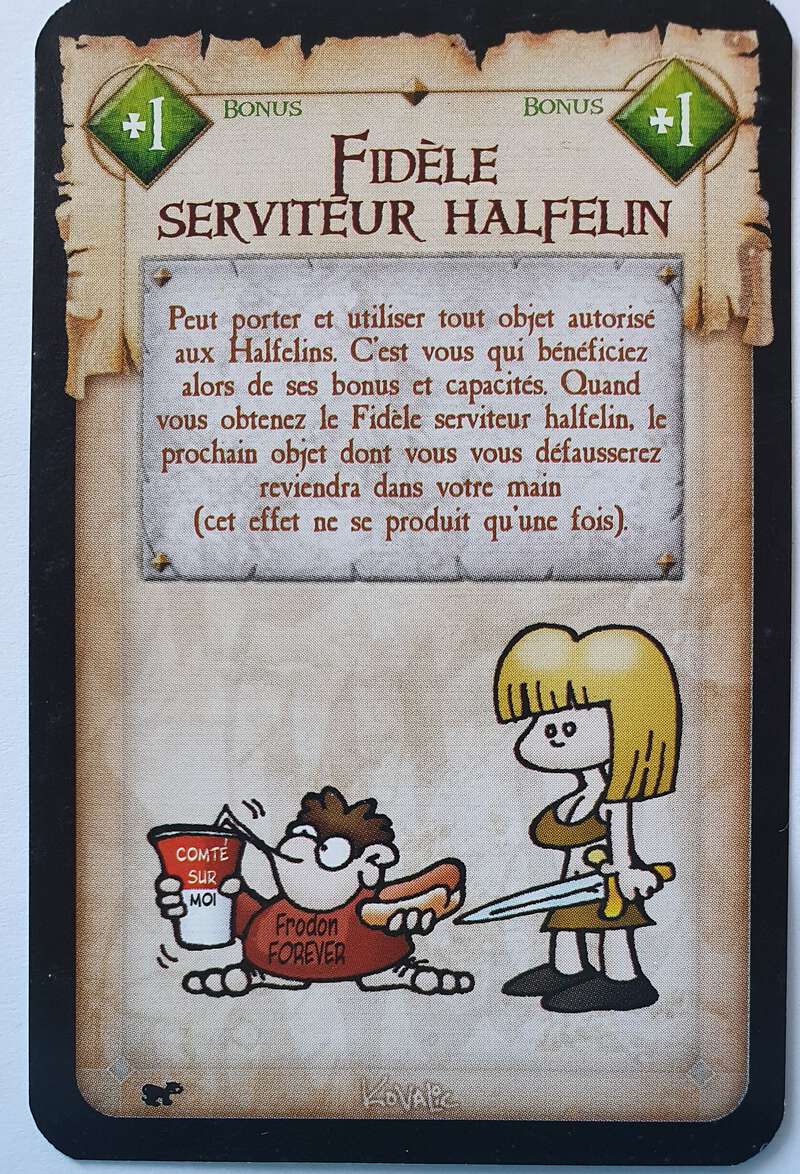 +1 BONUS BONUS +1
FIDÈLE
SERVITEUR HALFELIN
Peut porter et utiliser tout objet autorisé
aux Halfelins. C'est vous qui bénéficiez
alors de ses bonus et capacités. Quand
vous obtenez le Fidèle serviteur halfelin, le
prochain objet dont vous vous défausserez
reviendra dans votre main
(cet effet ne se produit qu'une fois).
COMTÉ
SUR
MOI
Frodon
FOREVER
KOVALIC